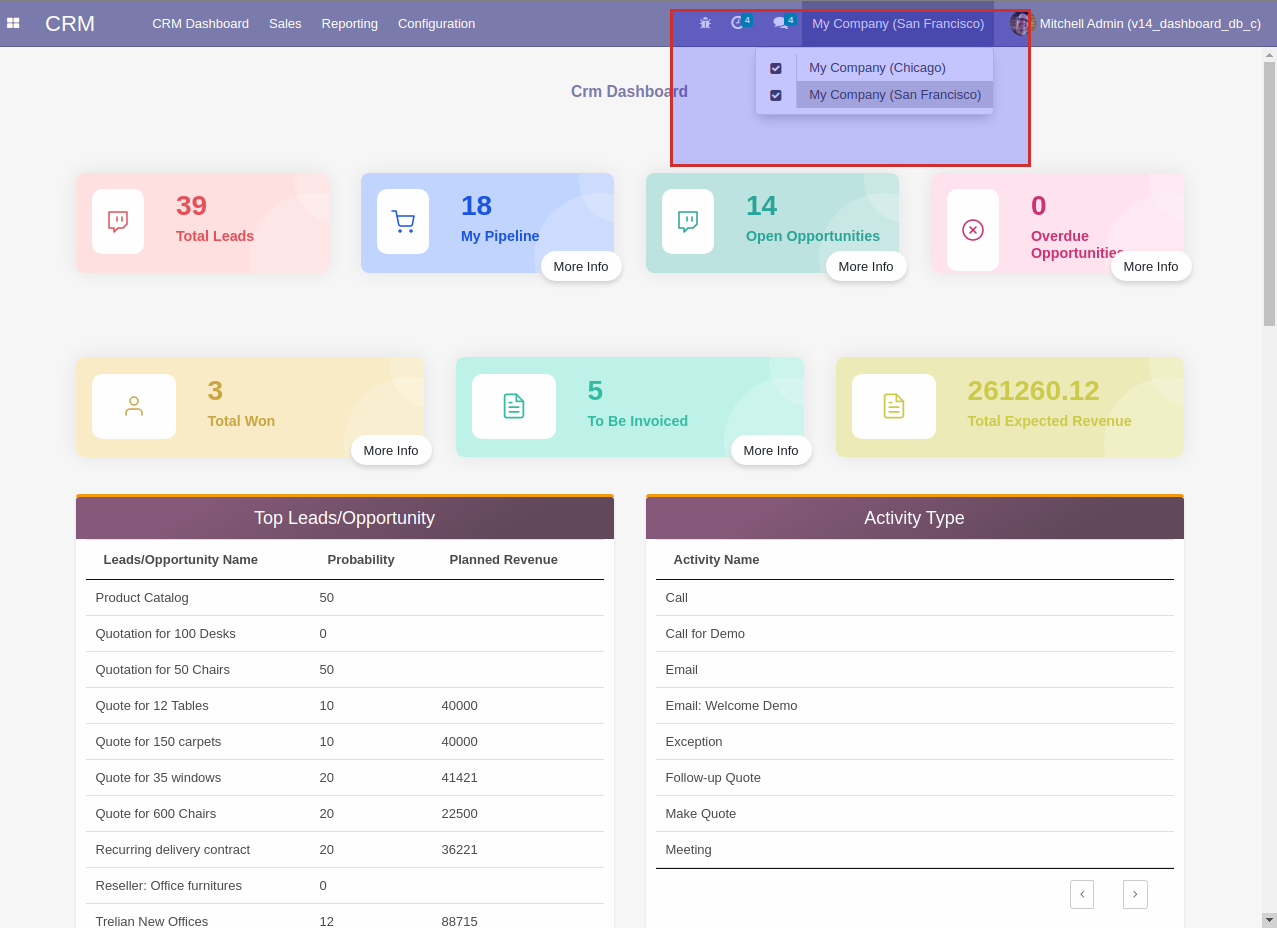 CRM CRM Dashboard Sales Reporting Configuration 4 4 My Company (San Francisco) Mitchell Admin (v14_dashboard_db_c)
My Company (Chicago)
My Company (San Francisco)
Crm Dashboard
39
Total Leads
18
My Pipeline
More Info
14
Open Opportunities
More Info
0
Overdue
Opportunities
More Info
3
Total Won
More Info
5
To Be Invoiced
More Info
261260.12
Total Expected Revenue
Top Leads/Opportunity
Leads/Opportunity Name Probability Planned Revenue
Product Catalog 50
Quotation for 100 Desks 0
Quotation for 50 Chairs 50
Quote for 12 Tables 10 40000
Quote for 150 carpets 10 40000
Quote for 35 windows 20 41421
Quote for 600 Chairs 20 22500
Recurring delivery contract 20 36221
Reseller: Office furnitures 0
Trelian New Offices 12 88715
Activity Type
Activity Name
Call
Call for Demo
Email
Email: Welcome Demo
Exception
Follow-up Quote
Make Quote
Meeting